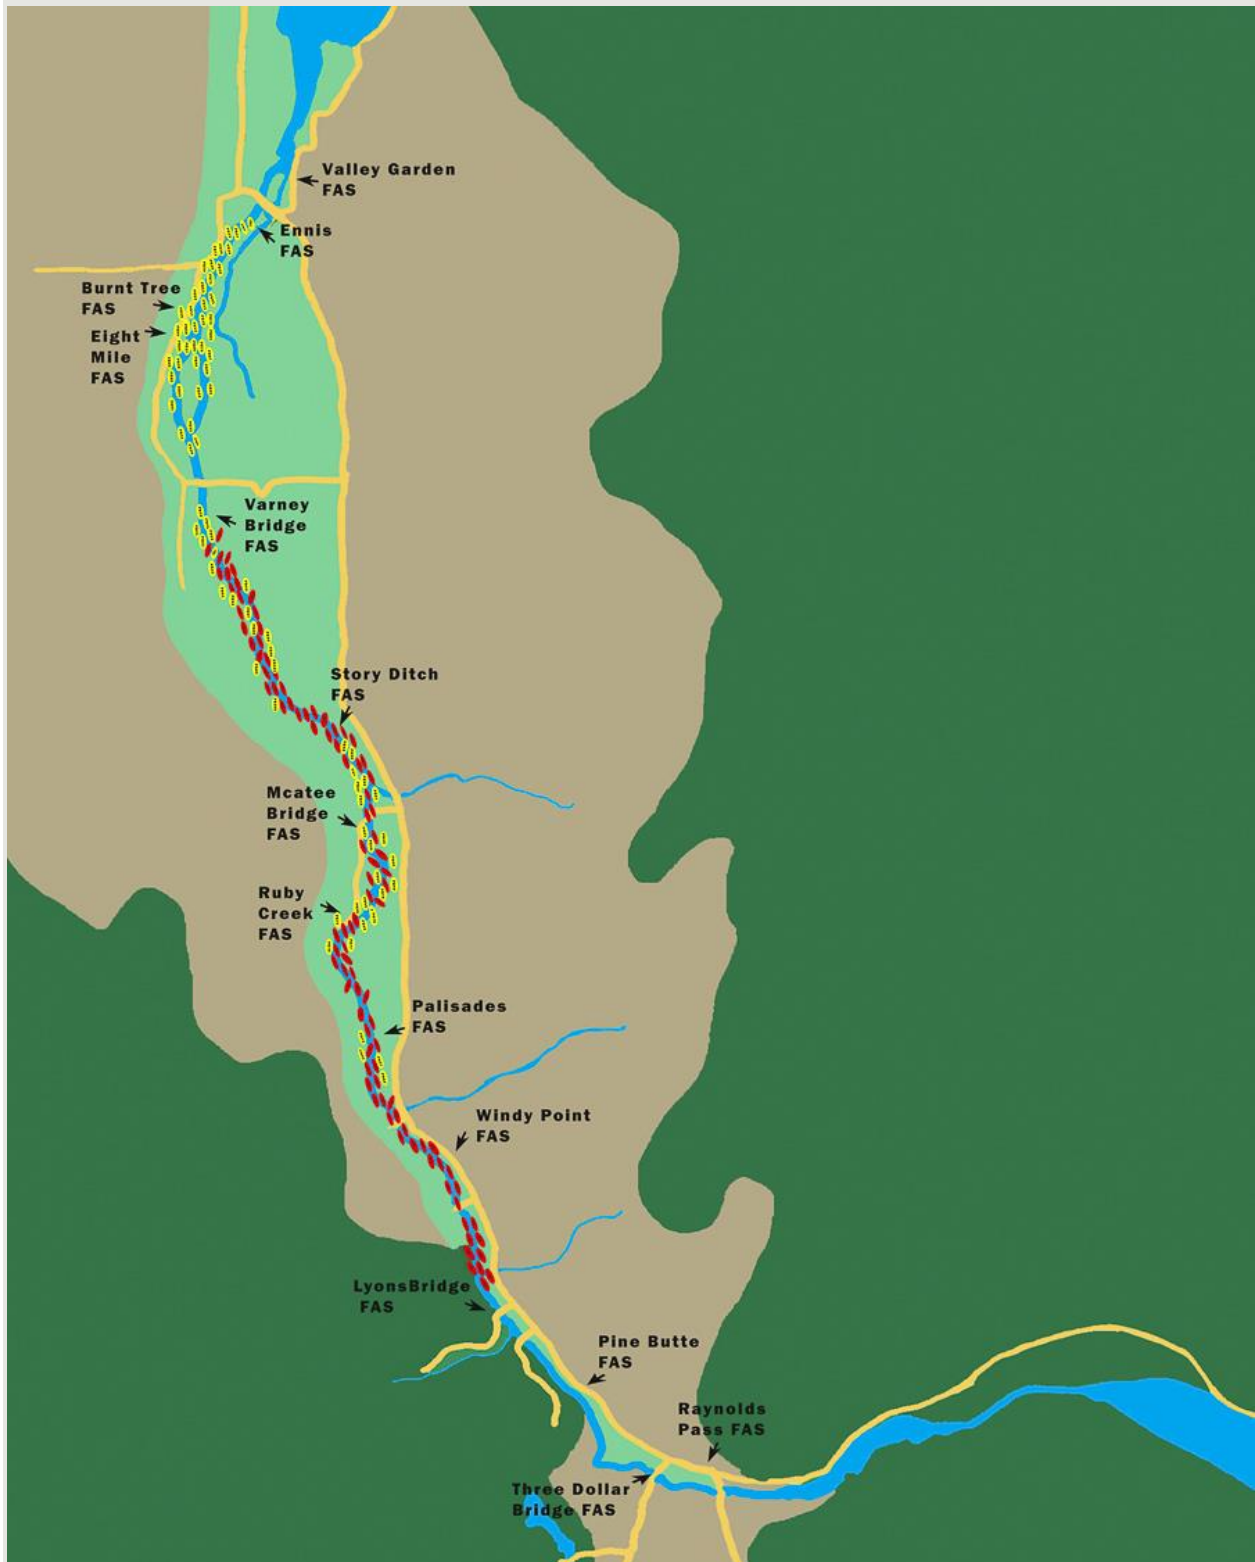 Valley Garden
FAS
Ennis
FAS
Burnt Tree
FAS
Eight
Mile
FAS
Varney
Bridge
FAS
Story Ditch
FAS
Mcatee
Bridge
FAS
Ruby
Creek
FAS
Palisades
FAS
Windy Point
FAS
LyonsBridge
FAS
Pine Butte
FAS
Raynolds
Pass FAS
Three Dollar
Bridge FAS